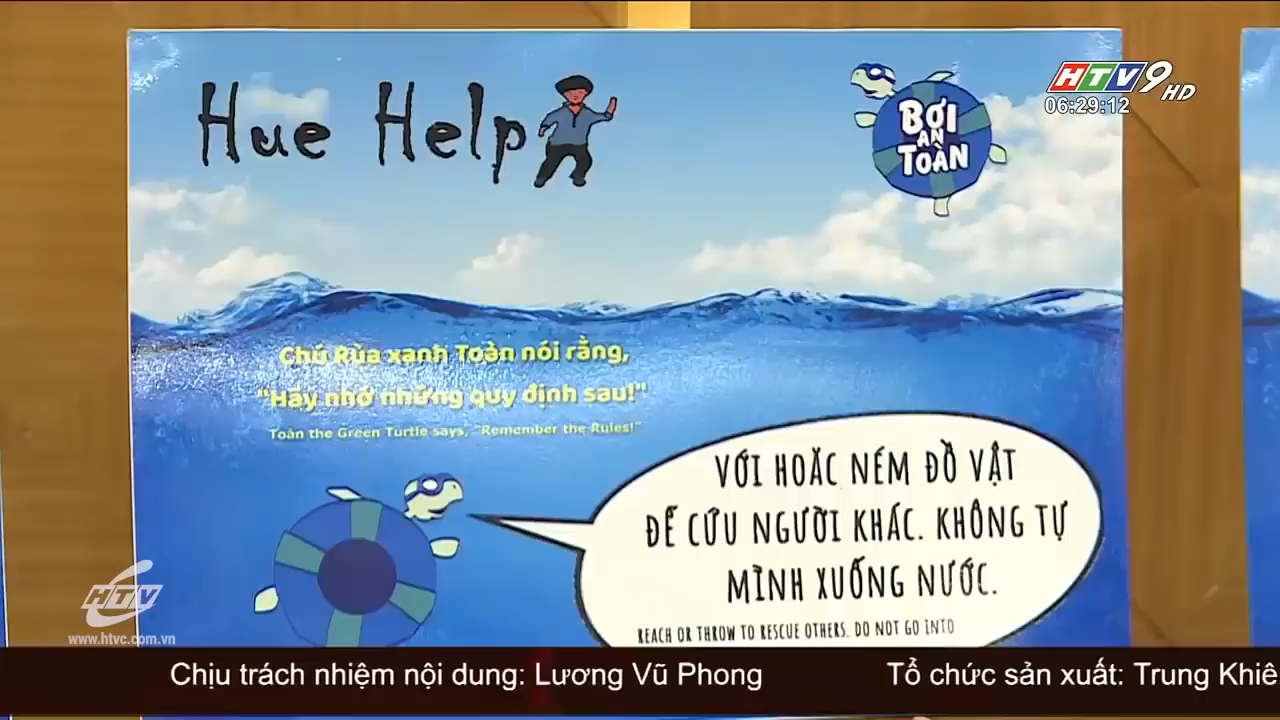 Hue Help
BƠI
AN
TOÀN
HTV9 HD
06:29:12
Chú Rùa xanh Toàn nói rằng,
"Hãy nhớ những quy định sau!"
Toàn the Green Turtle says, "Remember the Rules!"
VỚI HOẶC NÉM ĐỒ VẬT
ĐỂ CỨU NGƯỜI KHÁC. KHÔNG TỰ
MÌNH XUỐNG NƯỚC.
REACH OR THROW TO RESCUE OTHERS. DO NOT GO INTO
HTV
www.htvc.com.vn
Chịu trách nhiệm nội dung: Lương Vũ Phong
Tổ chức sản xuất: Trung Khiê